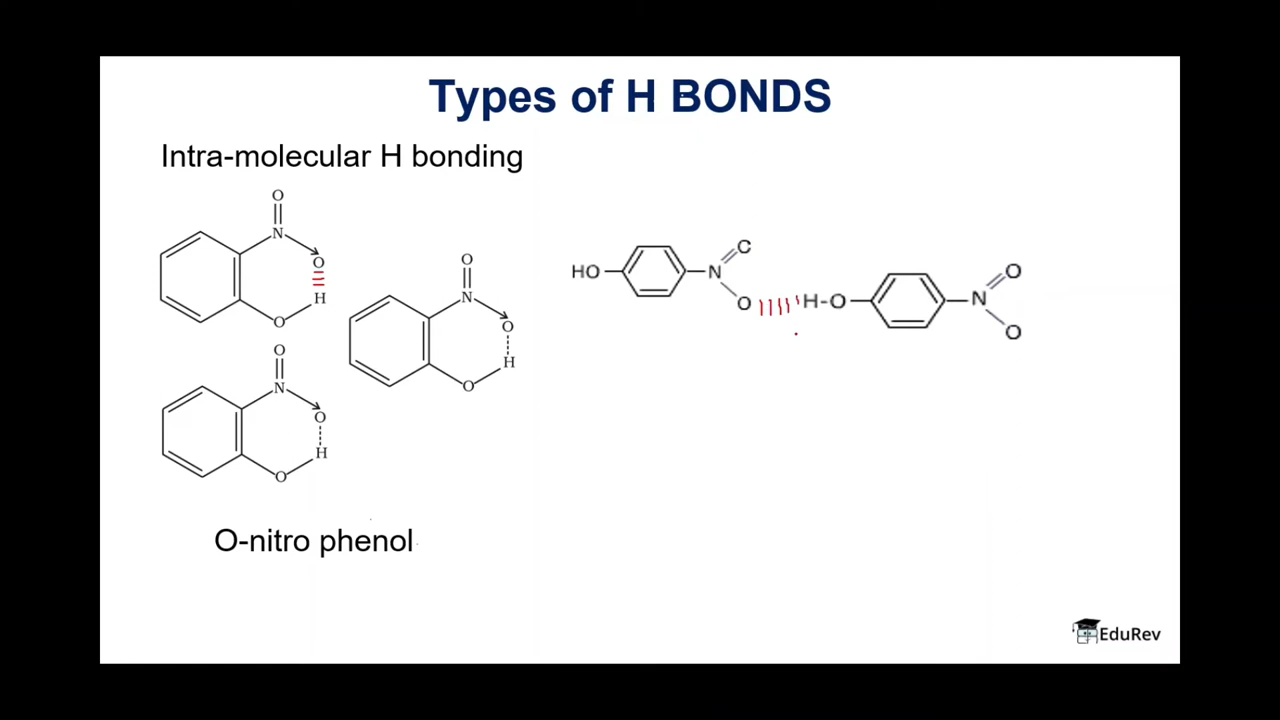 Types of H BONDS
Intra-molecular H bonding
O
N
O
H
O
O
N
O
H
O
O
N
O
H
O
HO
N
C
O
H-O
N
O
O
O-nitro phenol
EduRev